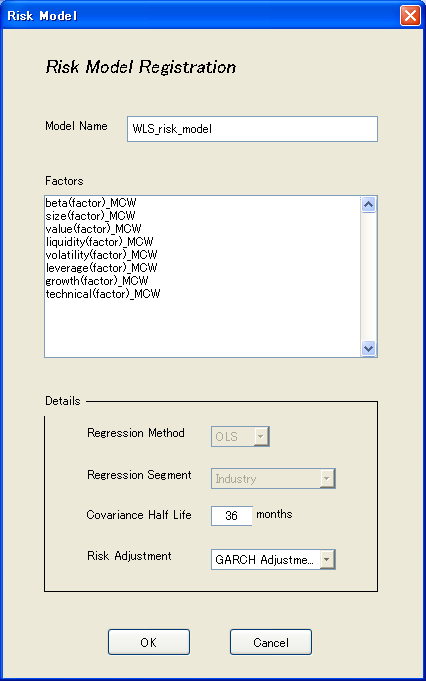 Risk Model
Risk Model Registration
Model Name WLS_risk_model
Factors
beta(factor)_MCW
size(factor)_MCW
value(factor)_MCW
liquidity(factor)_MCW
volatility(factor)_MCW
leverage(factor)_MCW
growth(factor)_MCW
technical(factor)_MCW
Details
Regression Method OLS
Regression Segment Industry
Covariance Half Life 36 months
Risk Adjustment GARCH Adjustme...
OK Cancel